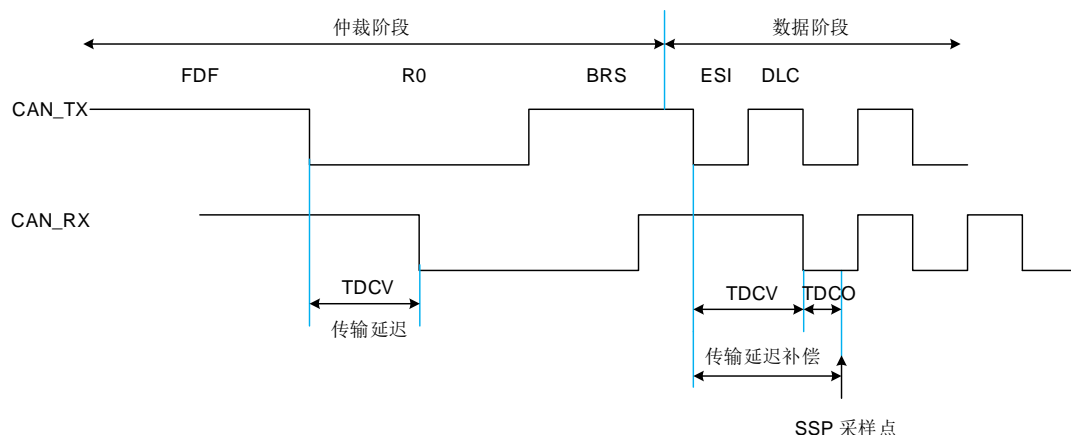 仲裁阶段 数据阶段
FDF R0 BRS ESI DLC
CAN_TX
CAN_RX
TDCV TDCV TDCO
传输延迟 传输延迟补偿
SSP 采样点